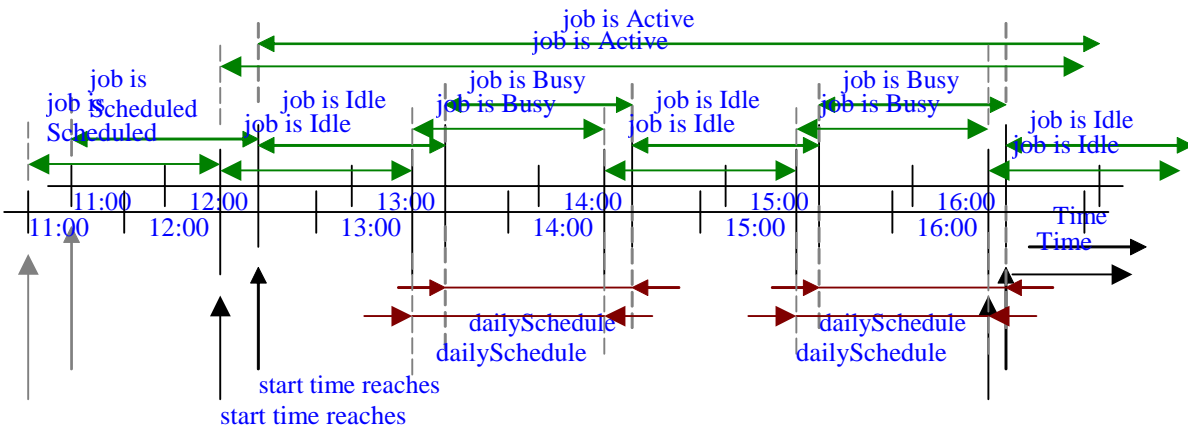 job is Active
job is Active
job is
Scheduled
job is
Scheduled
job is Idle
job is Idle
job is Busy
job is Busy
job is Idle
job is Idle
job is Busy
job is Busy
job is Idle
job is Idle
11:00 12:00 13:00 14:00 15:00 16:00
11:00 12:00 13:00 14:00 15:00 16:00
Time
Time
dailySchedule dailySchedule
dailySchedule dailySchedule
start time reaches
start time reaches